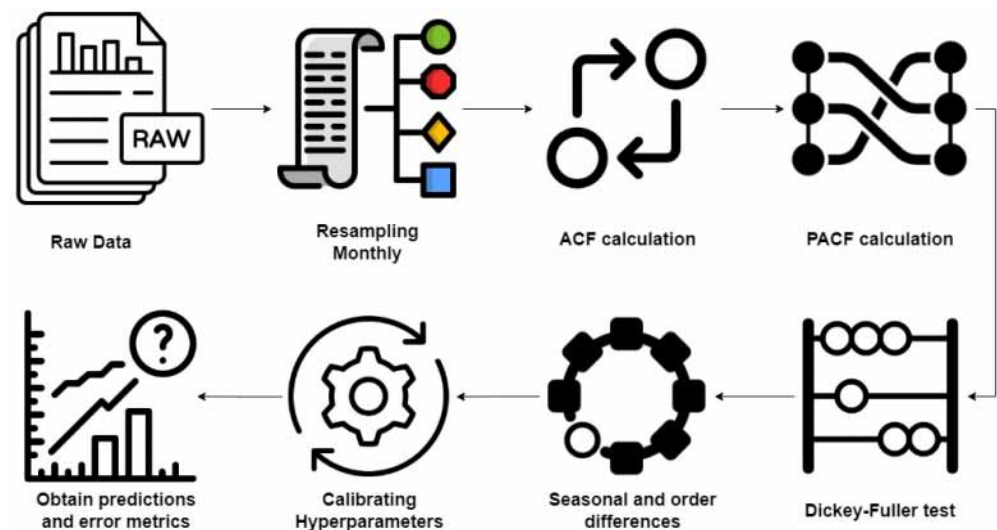 RAW
Raw Data
Resampling
Monthly
ACF calculation
PACF calculation
?
Obtain predictions
and error metrics
Calibrating
Hyperparameters
Seasonal and order
differences
Dickey-Fuller test